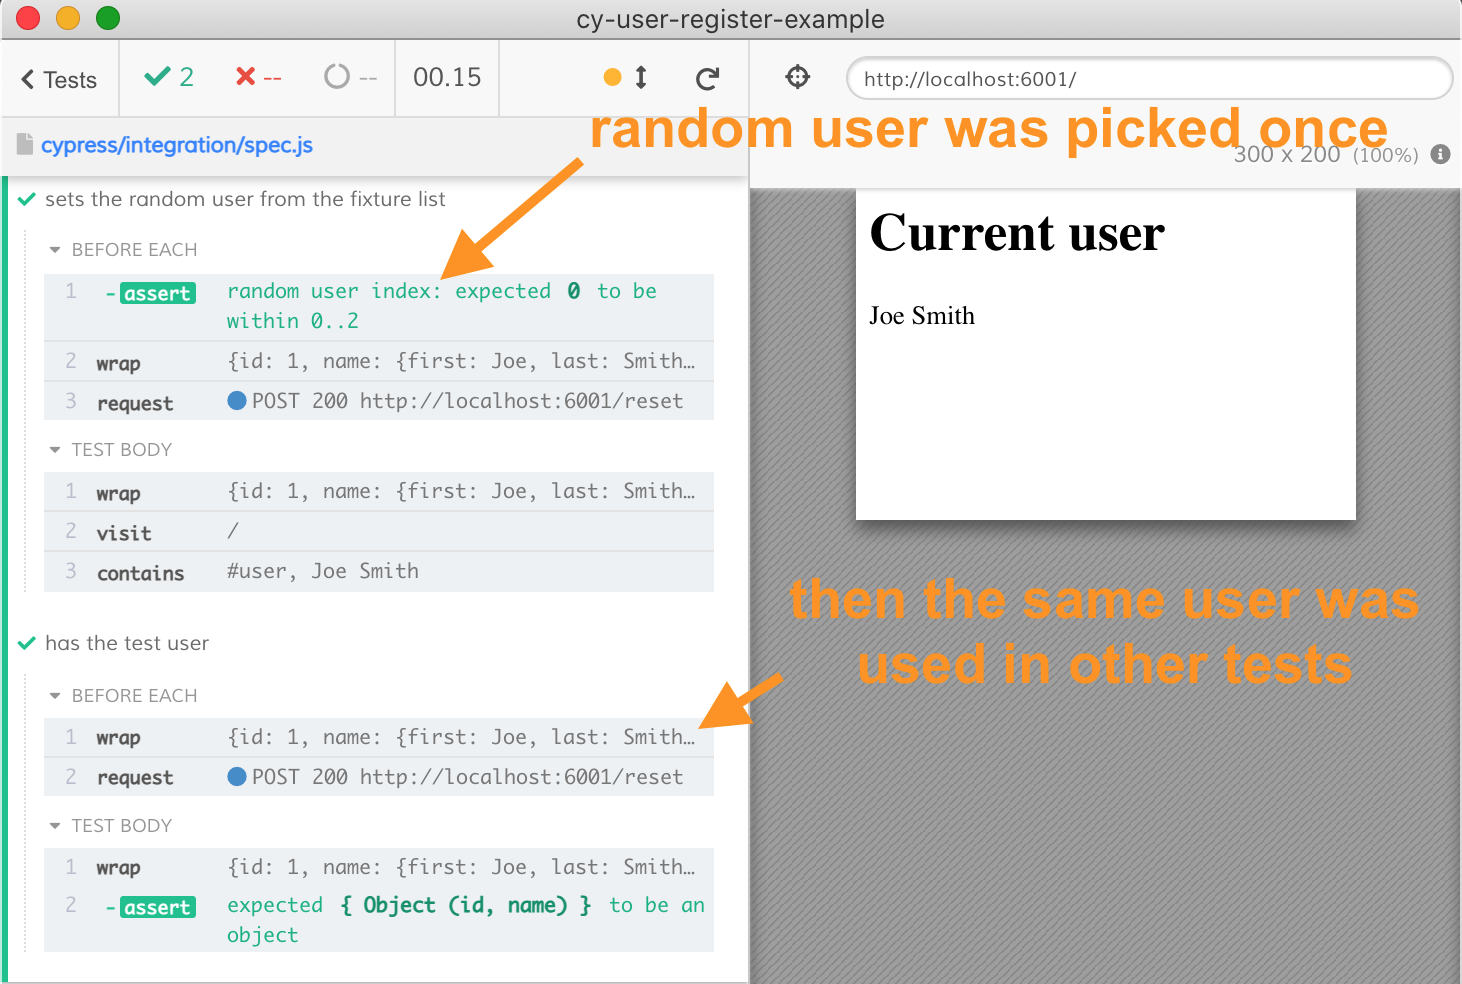 cy-user-register-example
Tests
2
--
--
00.15
http://localhost:6001/
random user was picked once
cypress/integration/spec.js
300 x 200 (100%)
sets the random user from the fixture list
BEFORE EACH
1 -assert random user index: expected 0 to be
within 0..2
2 wrap {id: 1, name: {first: Joe, last: Smith…
3 request POST 200 http://localhost:6001/reset
TEST BODY
1 wrap {id: 1, name: {first: Joe, last: Smith…
2 visit /
3 contains #user, Joe Smith
has the test user
BEFORE EACH
1 wrap {id: 1, name: {first: Joe, last: Smith…
2 request POST 200 http://localhost:6001/reset
TEST BODY
1 wrap {id: 1, name: {first: Joe, last: Smith…
2 -assert expected { Object (id, name) } to be an
object
Current user
Joe Smith
then the same user was
used in other tests